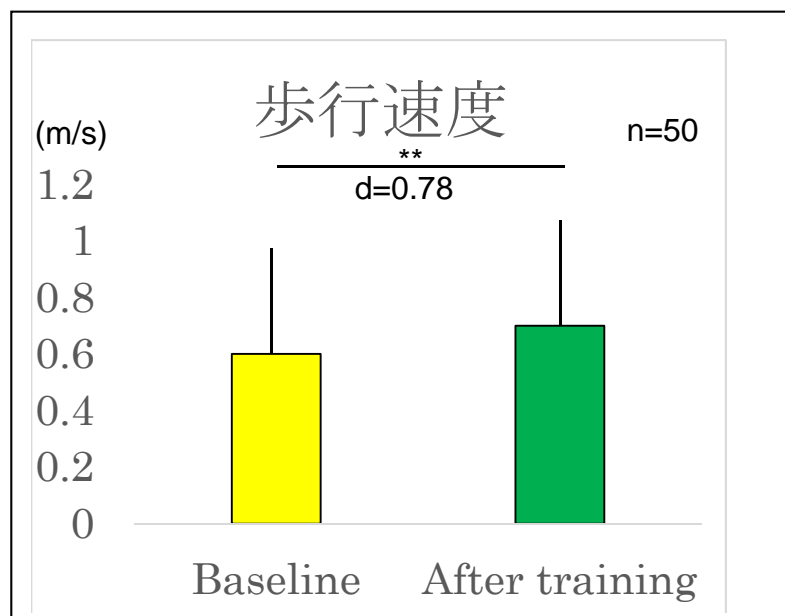 歩行速度
(m/s)
n=50
**
d=0.78
1.2
1
0.8
0.6
0.4
0.2
0
Baseline After training